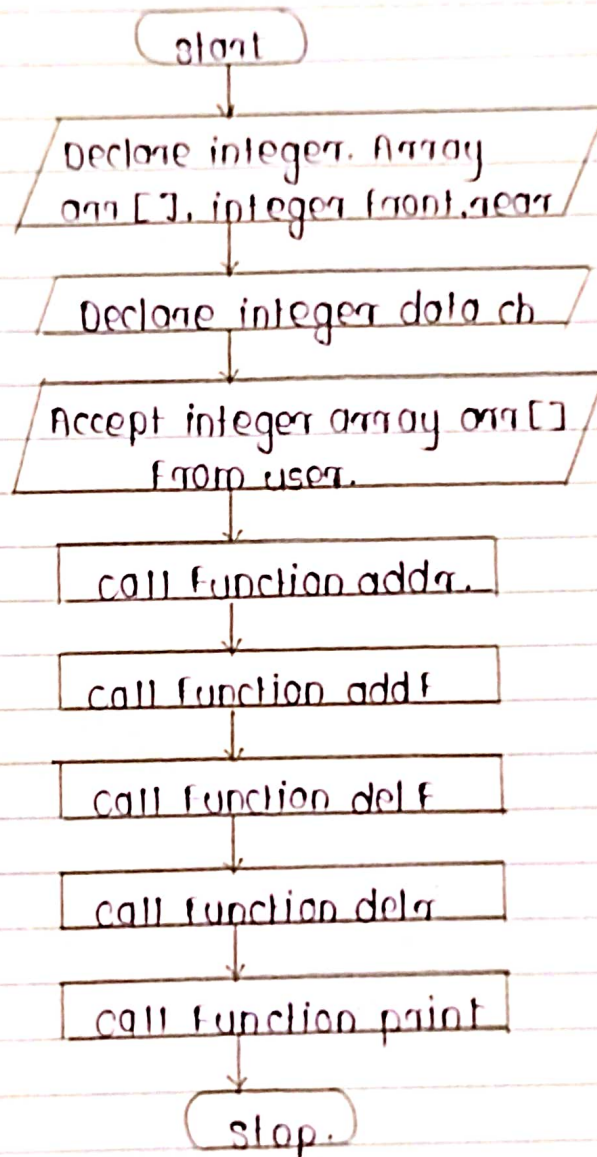 start
Declare integer. Array
arr [ ]. integer front, rear
Declare integer data ch
Accept integer array arr [ ]
from user.
call function addr.
call function addf
call function delf
call function delr
call function print
stop.